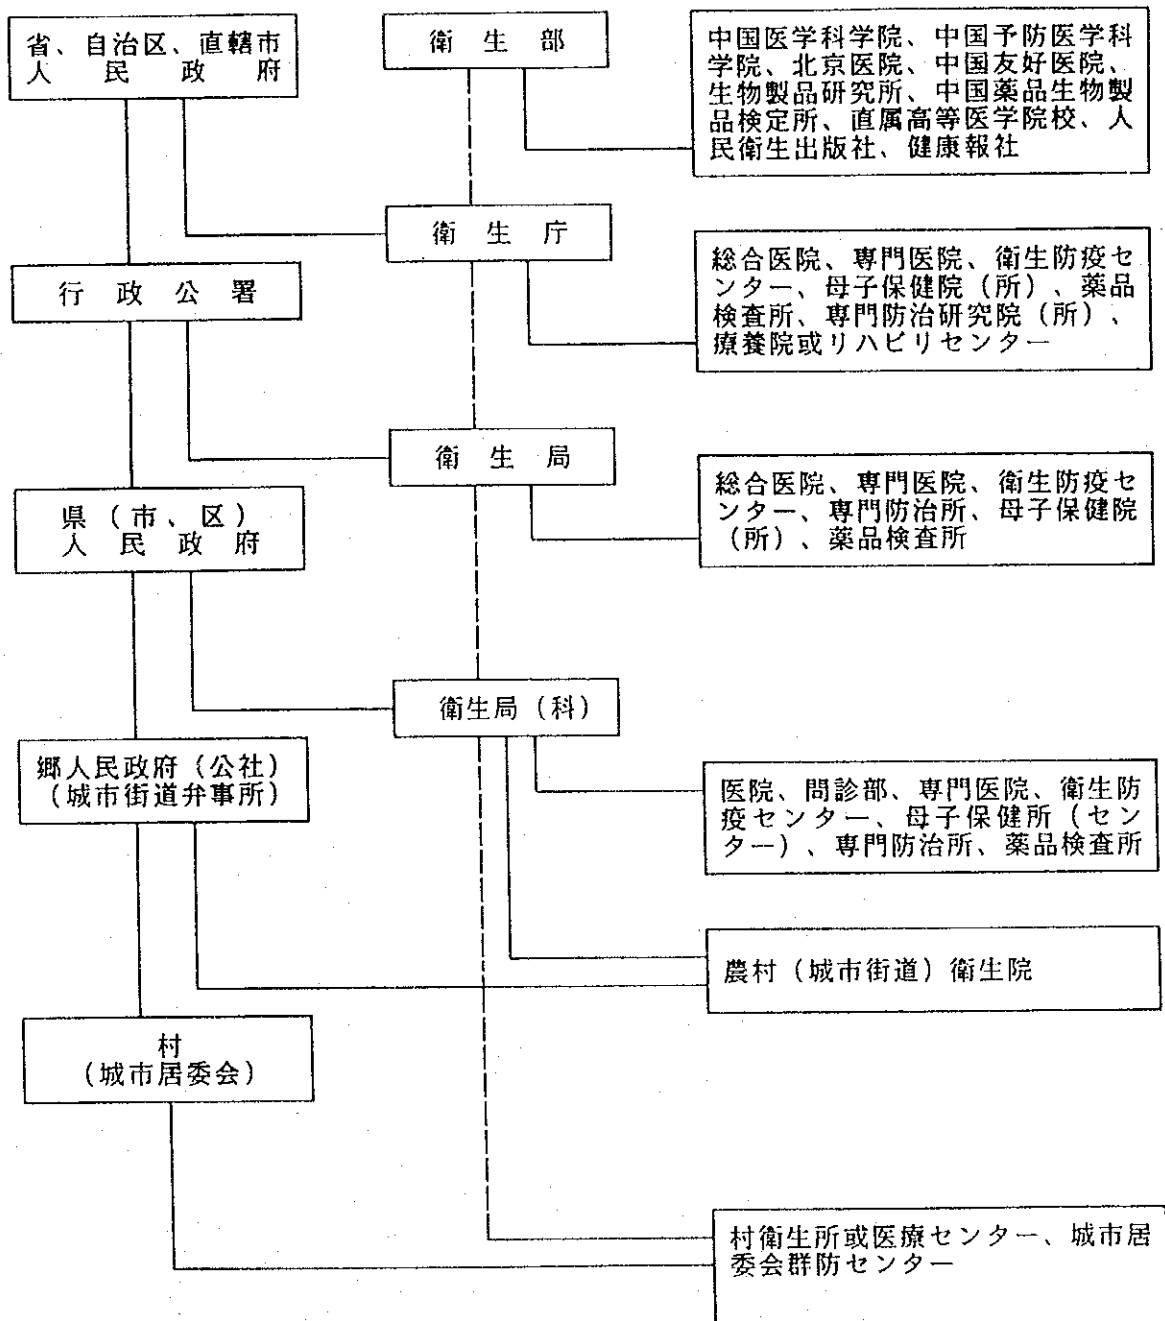 省、自治区、直轄市
人民政府
衛生部
中国医学科学院、中国予防医学科
学院、北京医院、中国友好医院、
生物製品研究所、中国薬品生物製
品検定所、直属高等医学院校、人
民衛生出版社、健康報社
衛生庁
行政公署
総合医院、専門医院、衛生防疫セ
ンター、母子保健院（所）、薬品
検査所、専門防治研究院（所）、
療養院或リハビリセンター
衛生局
県（市、区）
人民政府
総合医院、専門医院、衛生防疫セ
ンター、専門防治所、母子保健院
（所）、薬品検査所
衛生局（科）
郷人民政府（公社）
（城市街道弁事所）
医院、問診部、専門医院、衛生防
疫センター、母子保健所（セン
ター）、専門防治所、薬品検査所
農村（城市街道）衛生院
村
（城市居委会）
村衛生所或医療センター、城市居
委会群防センター